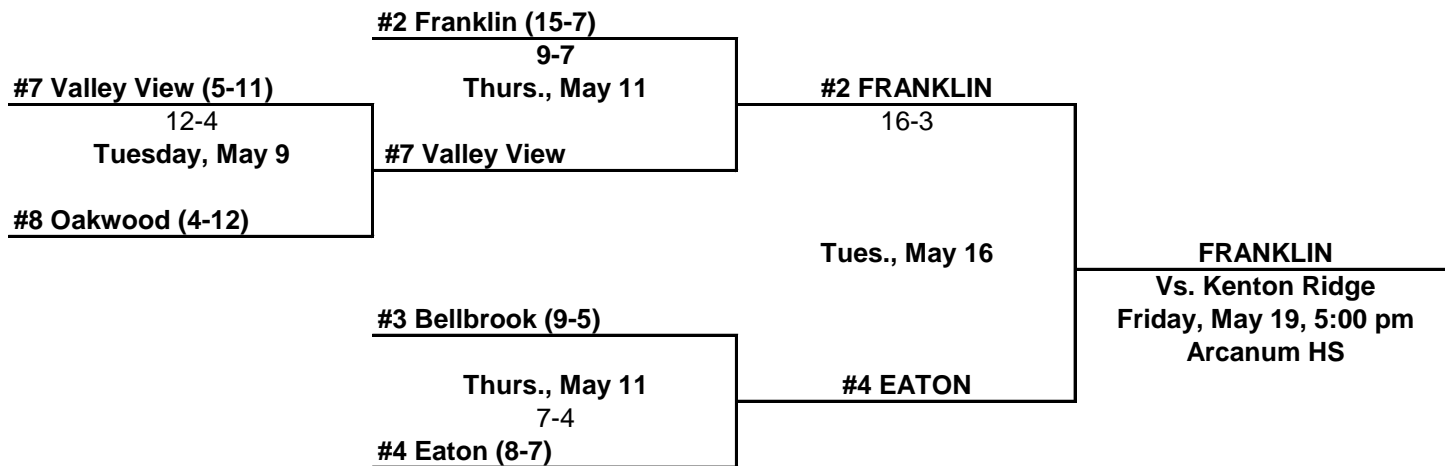 #2 Franklin (15-7)
9-7
#7 Valley View (5-11)
Thurs., May 11
#2 FRANKLIN
12-4
16-3
Tuesday, May 9
#7 Valley View
#8 Oakwood (4-12)
Tues., May 16
FRANKLIN
Vs. Kenton Ridge
#3 Bellbrook (9-5)
Friday, May 19, 5:00 pm
Arcanum HS
Thurs., May 11
#4 EATON
7-4
#4 Eaton (8-7)